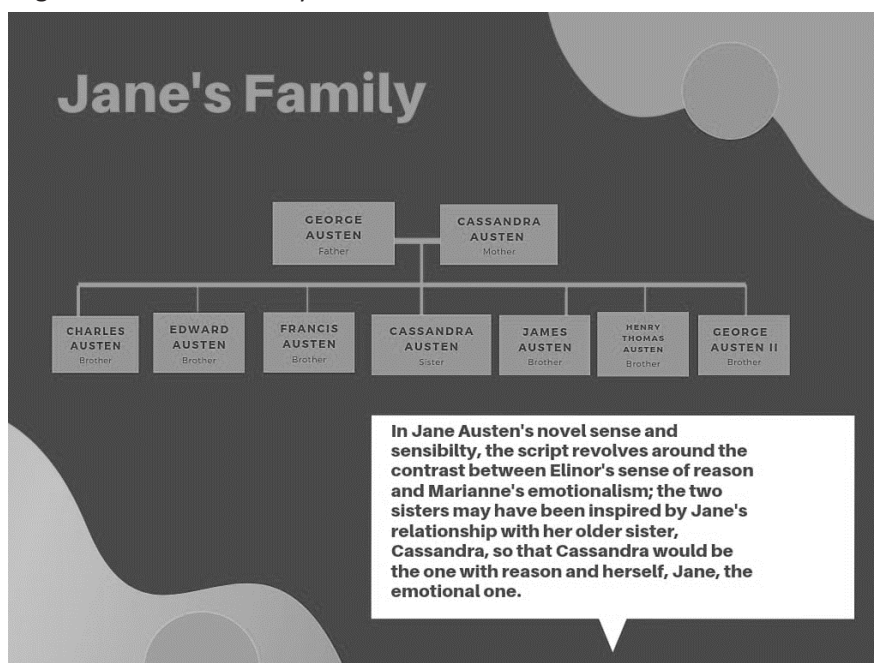 Jane's Family
GEORGE
AUSTEN
Father
CASSANDRA
AUSTEN
Mother
CHARLES
AUSTEN
Brother
EDWARD
AUSTEN
Brother
FRANCIS
AUSTEN
Brother
CASSANDRA
AUSTEN
Sister
JAMES
AUSTEN
Brother
HENRY
THOMAS
AUSTEN
Brother
GEORGE
AUSTEN II
Brother
In Jane Austen's novel sense and
sensibilty, the script revolves around the
contrast between Elinor's sense of reason
and Marianne's emotionalism; the two
sisters may have been inspired by Jane's
relationship with her older sister,
Cassandra, so that Cassandra would be
the one with reason and herself, Jane, the
emotional one.